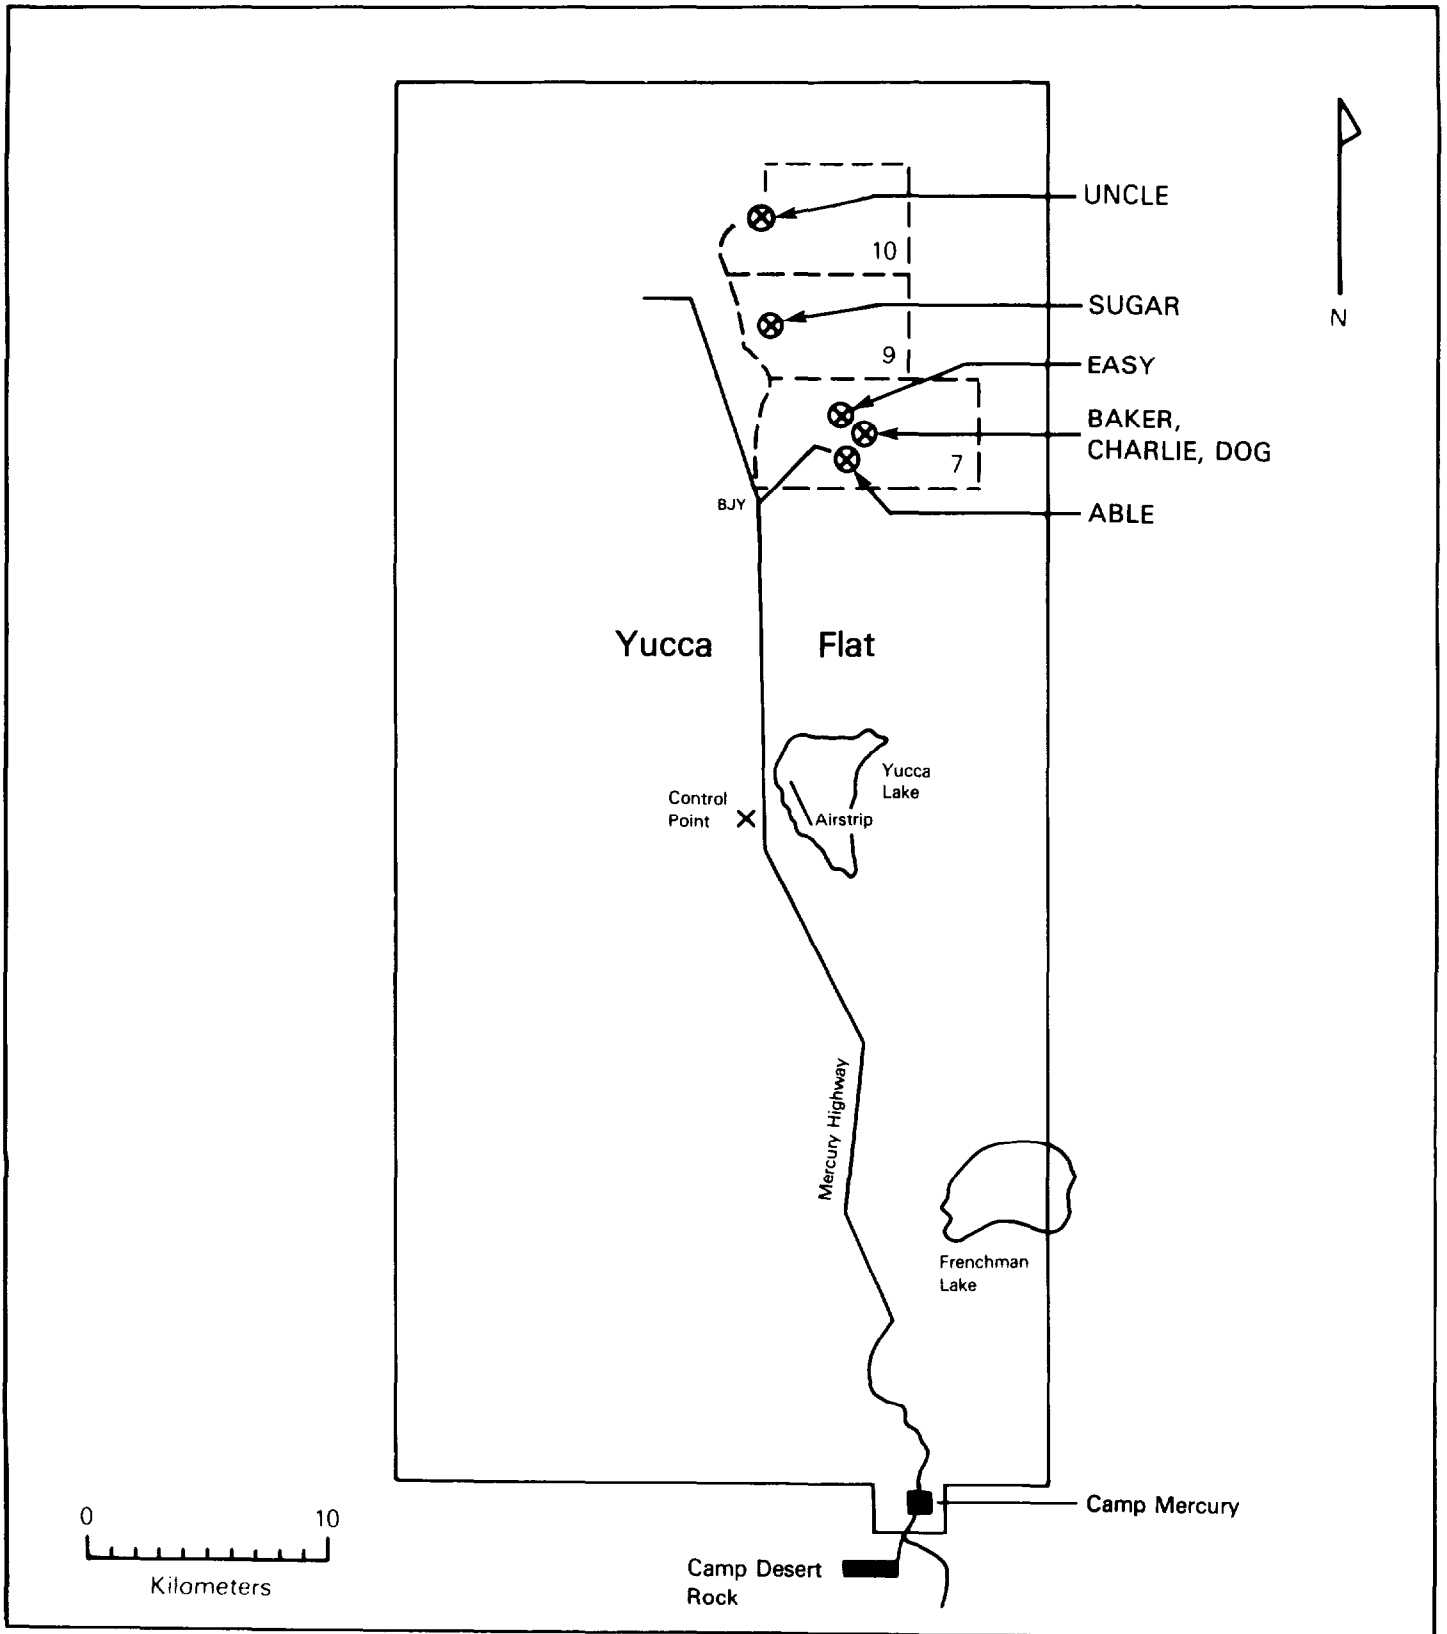 UNCLE
10
SUGAR
N
9
EASY
BAKER,
CHARLIE, DOG
7
BJY
ABLE
Yucca Flat
Yucca
Lake
Control
Point
Airstrip
Mercury Highway
Frenchman
Lake
Camp Mercury
0 10
Kilometers
Camp Desert
Rock